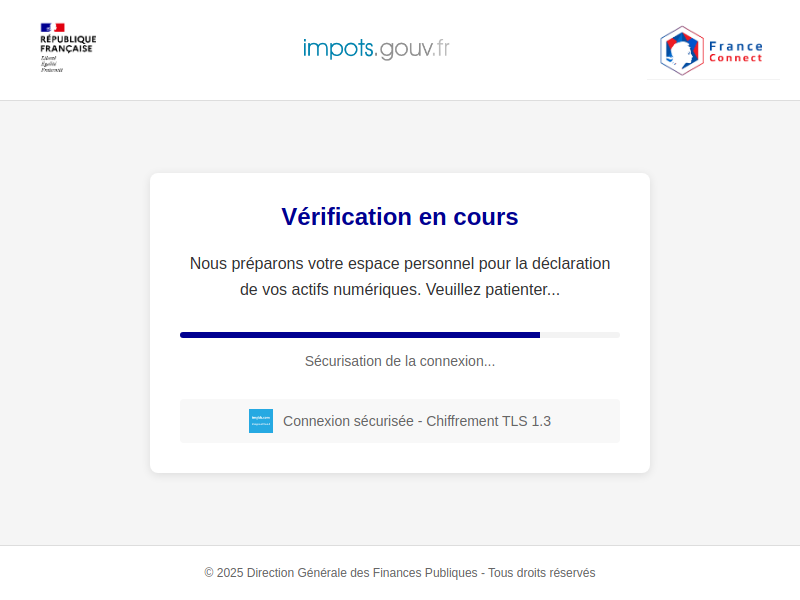 RÉPUBLIQUE
FRANÇAISE
Liberté
Égalité
Fraternité
impots.gouv.fr
France
Connect
Vérification en cours
Nous préparons votre espace personnel pour la déclaration
de vos actifs numériques. Veuillez patienter...
Sécurisation de la connexion...
Connexion sécurisée - Chiffrement TLS 1.3
© 2025 Direction Générale des Finances Publiques - Tous droits réservés